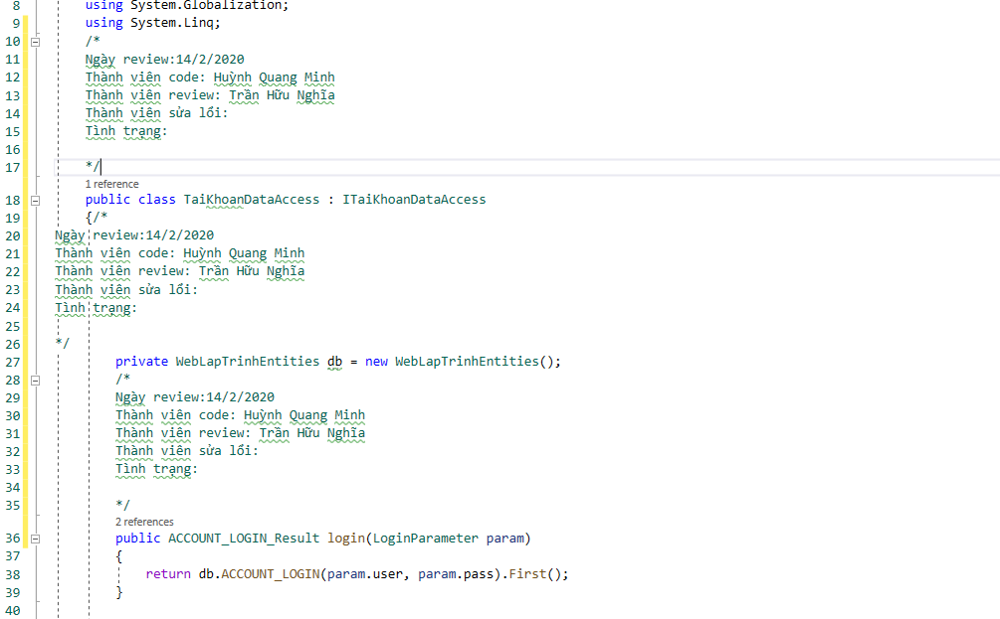 8 using System.Globalization;
9 using System.Linq;
10 /*
11 Ngày review:14/2/2020
12 Thành viên code: Huỳnh Quang Minh
13 Thành viên review: Trần Hữu Nghĩa
14 Thành viên sửa lổi:
15 Tình trạng:
16
17 */
1 reference
18 public class TaiKhoanDataAccess : ITaiKhoanDataAccess
19 {/*
20 Ngày review:14/2/2020
21 Thành viên code: Huỳnh Quang Minh
22 Thành viên review: Trần Hữu Nghĩa
23 Thành viên sửa lổi:
24 Tình trạng:
25
26 */
27 private WebLapTrinhEntities db = new WebLapTrinhEntities();
28 /*
29 Ngày review:14/2/2020
30 Thành viên code: Huỳnh Quang Minh
31 Thành viên review: Trần Hữu Nghĩa
32 Thành viên sửa lổi:
33 Tình trạng:
34
35 */
2 references
36 public ACCOUNT_LOGIN_Result login(LoginParameter param)
37 {
38 return db.ACCOUNT_LOGIN(param.user, param.pass).First();
39 }
40